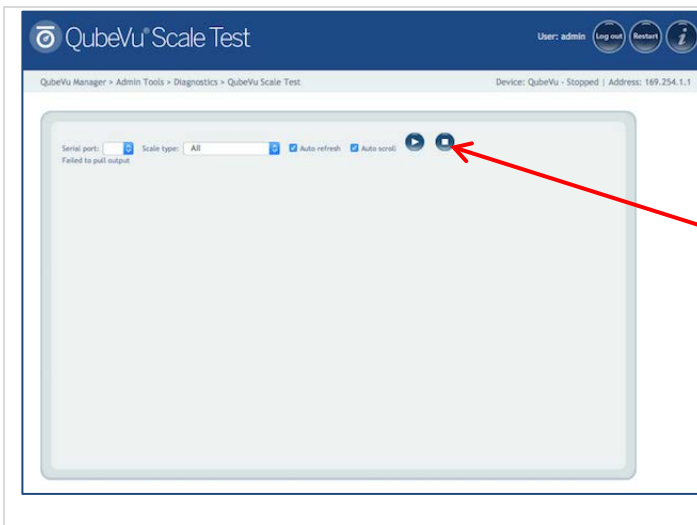 QubeVu® Scale Test
User: admin
Log out
Restart
i
QubeVu Manager > Admin Tools > Diagnostics > QubeVu Scale Test
Device: QubeVu - Stopped | Address: 169.254.1.1
Serial port: Scale type: All Auto refresh Auto scroll
Failed to pull output